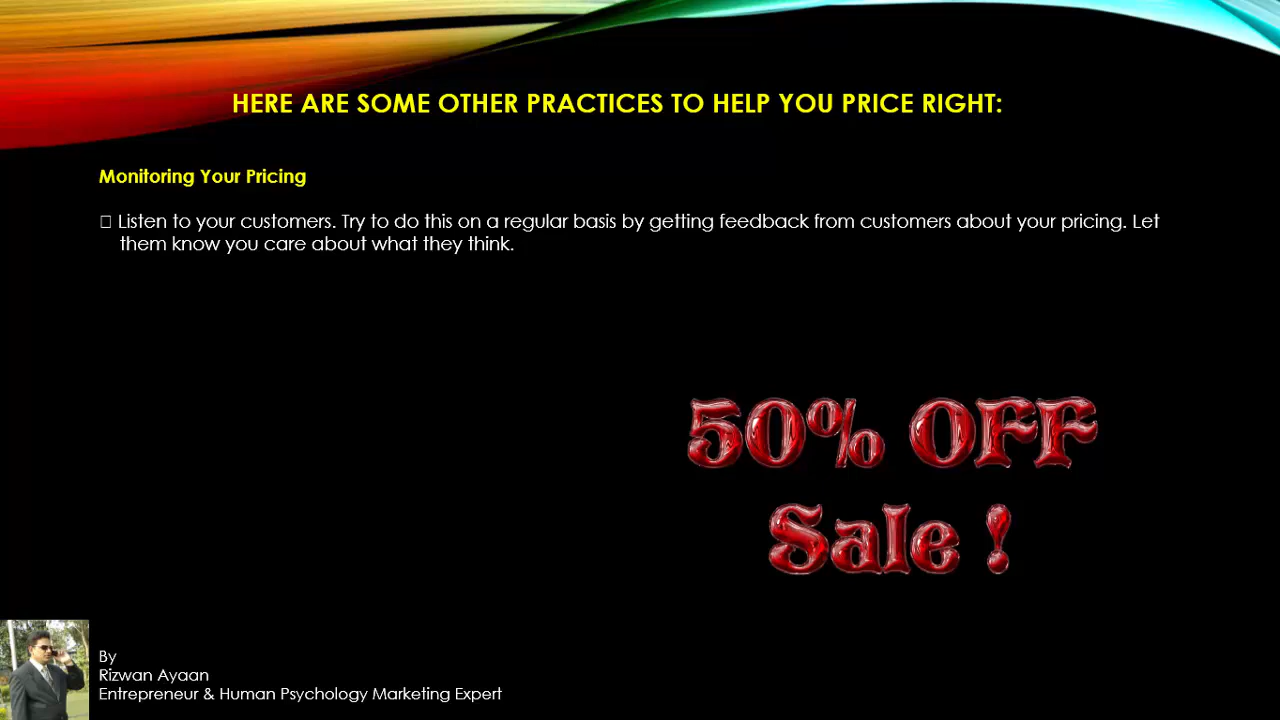 HERE ARE SOME OTHER PRACTICES TO HELP YOU PRICE RIGHT:
Monitoring Your Pricing
□ Listen to your customers. Try to do this on a regular basis by getting feedback from customers about your pricing. Let
them know you care about what they think.
50% OFF
Sale !
By
Rizwan Ayaan
Entrepreneur & Human Psychology Marketing Expert